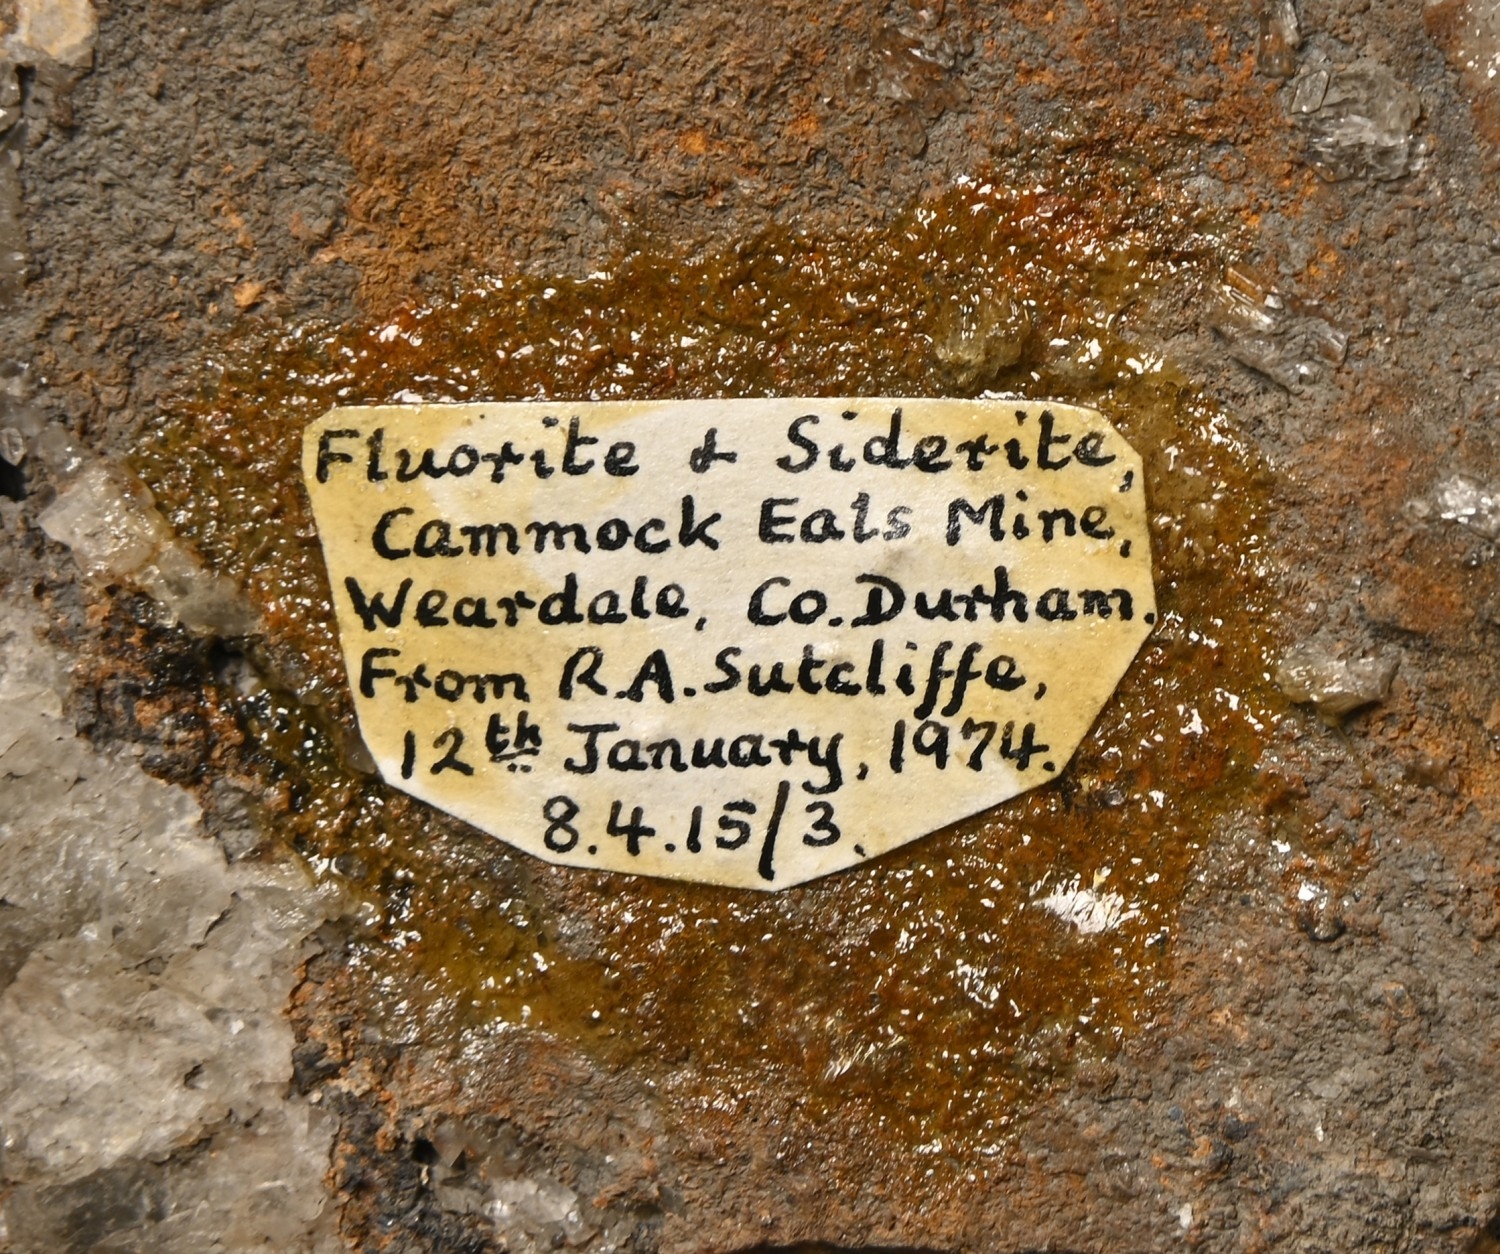 Fluorite & Siderite,
Cammock Eals Mine,
Weardale, Co. Durham.
From R.A. Sutcliffe,
12th January, 1974.
8.4.15/3.